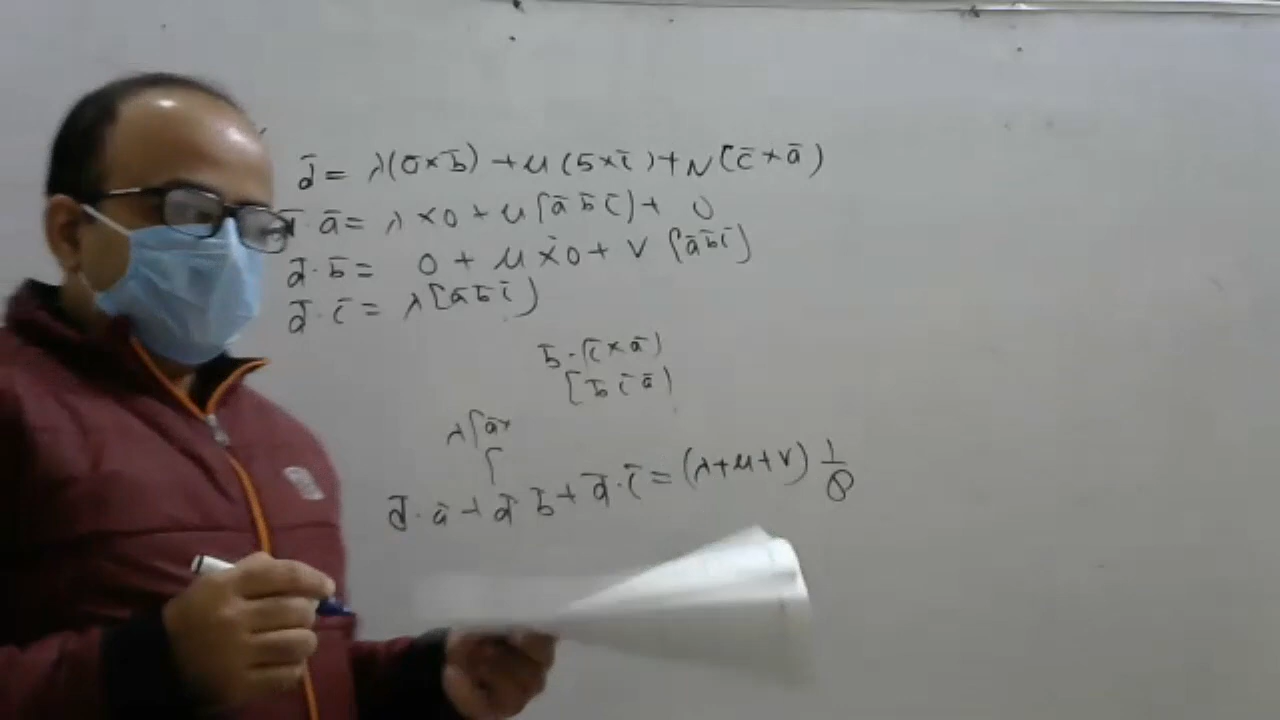 d̄ = λ(ā×b̄) + μ(b̄×c̄) + ν[c̄×ā)
d̄·ā = λ×0 + μ[ā b̄ c̄) + 0
d̄·b̄ = 0 + μ×0 + ν[ā b̄ c̄]
d̄·c̄ = λ[ā b̄ c̄)
b̄·(c̄×ā)
[b̄ c̄ ā)
λ[ā×
[
d̄·ā + d̄ b̄ + d̄·c̄ = (λ+μ+ν) 1/8